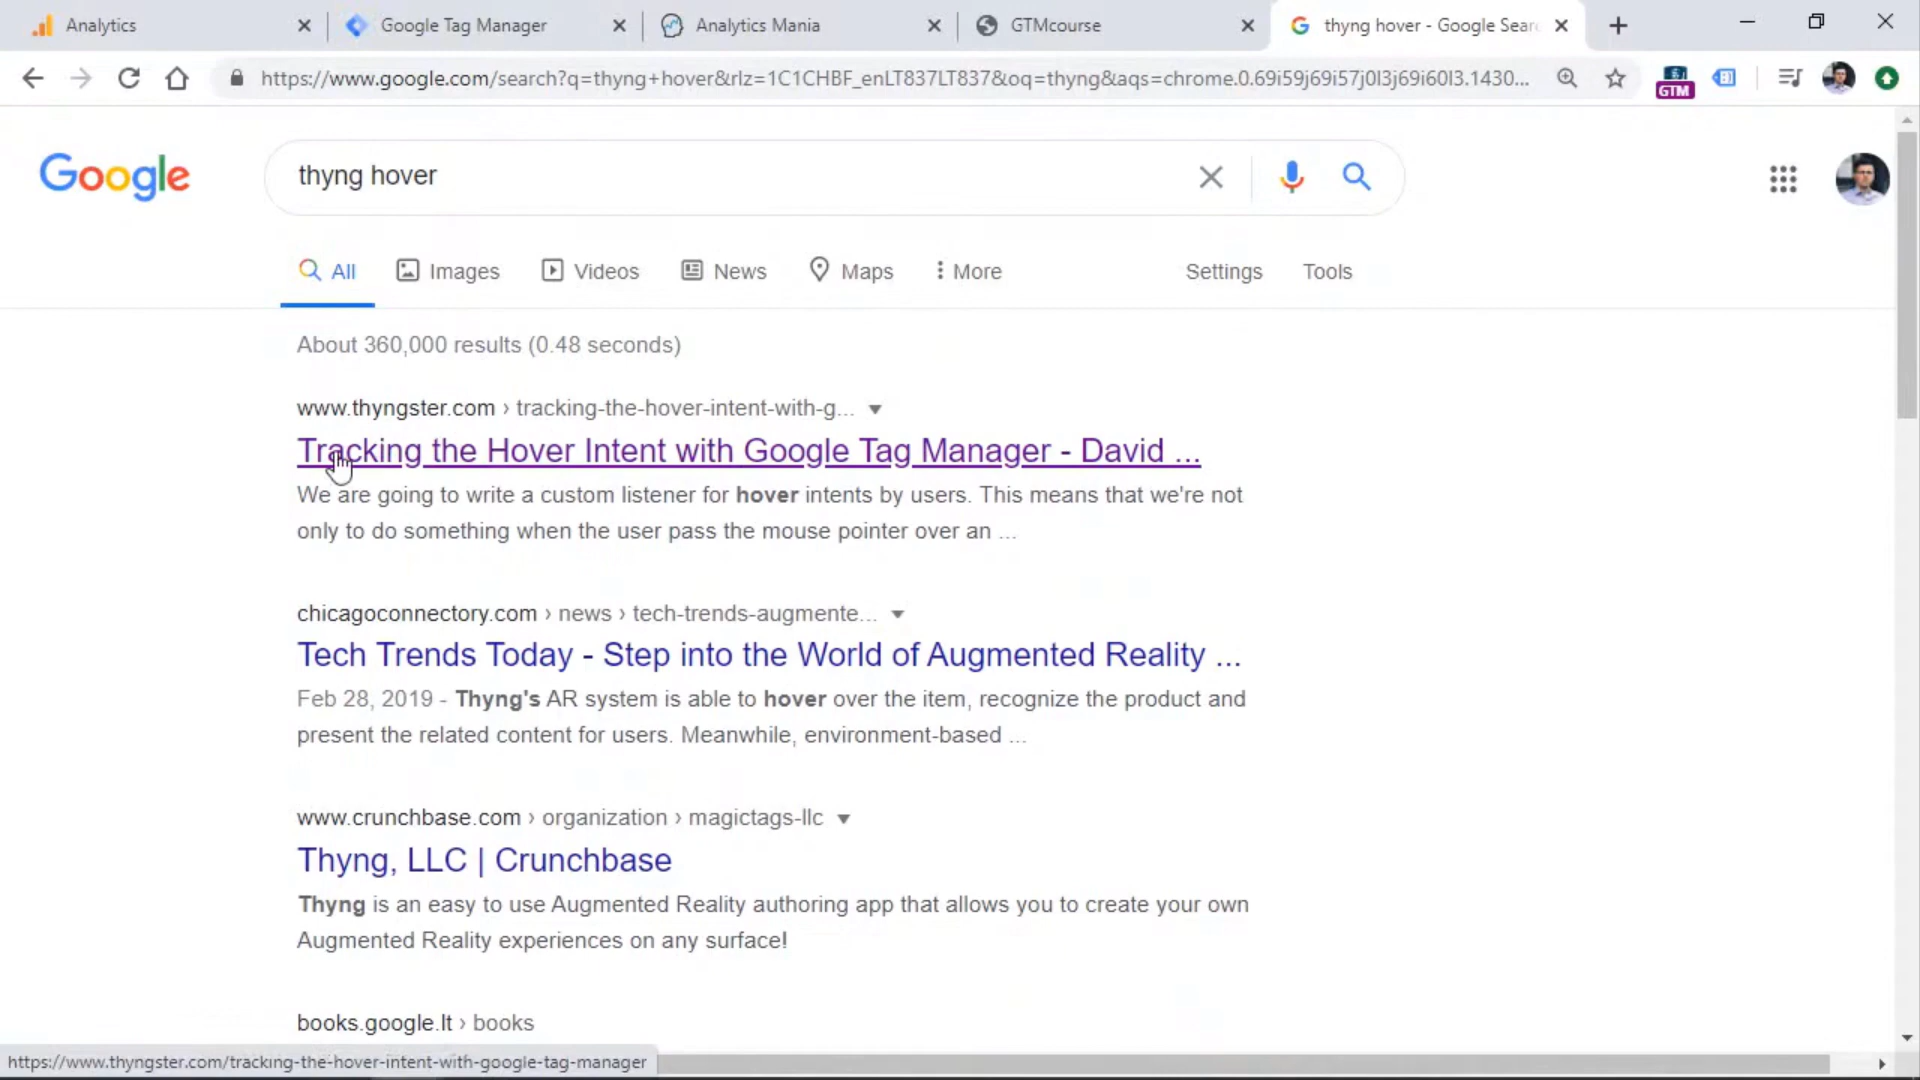 Analytics
Google Tag Manager
Analytics Mania
GTMcourse
thyng hover - Google Sear
https://www.google.com/search?q=thyng+hover&rlz=1C1CHBF_enLT837LT837&oq=thyng&aqs=chrome.0.69i59j69i57j0l3j69i60l3.1430...
GTM
Google
thyng hover
All
Images
Videos
News
Maps
More
Settings
Tools
About 360,000 results (0.48 seconds)
www.thyngster.com › tracking-the-hover-intent-with-g...
Tracking the Hover Intent with Google Tag Manager - David ...
We are going to write a custom listener for hover intents by users. This means that we're not
only to do something when the user pass the mouse pointer over an ...
chicagoconnectory.com › news › tech-trends-augmente...
Tech Trends Today - Step into the World of Augmented Reality ...
Feb 28, 2019 - Thyng's AR system is able to hover over the item, recognize the product and
present the related content for users. Meanwhile, environment-based ...
www.crunchbase.com › organization › magictags-llc
Thyng, LLC | Crunchbase
Thyng is an easy to use Augmented Reality authoring app that allows you to create your own
Augmented Reality experiences on any surface!
books.google.lt › books
https://www.thyngster.com/tracking-the-hover-intent-with-google-tag-manager